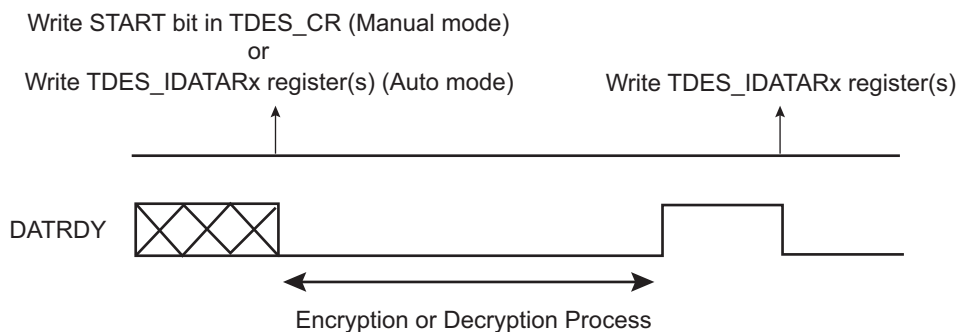 Write START bit in TDES_CR (Manual mode)
or
Write TDES_IDATARx register(s) (Auto mode)
Write TDES_IDATARx register(s)
DATRDY
Encryption or Decryption Process